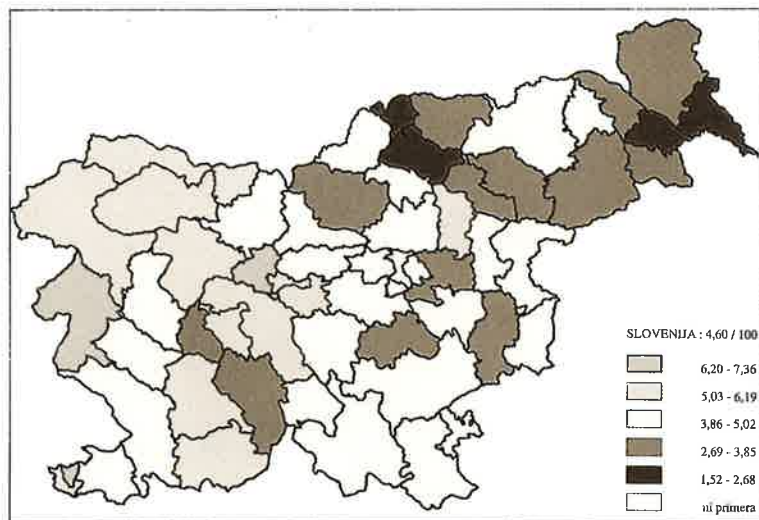 SLOVENIJA : 4,60 / 100
6,20 - 7,36
5,03 - 6,19
3,86 - 5,02
2,69 - 3,85
1,52 - 2,68
ni primera